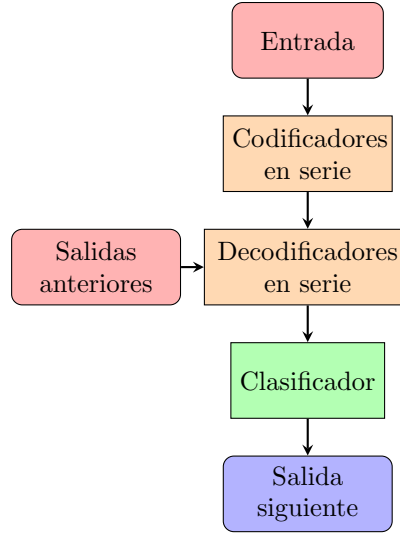 Entrada
Codificadores
en serie
Salidas
anteriores
Decodificadores
en serie
Clasificador
Salida
siguiente